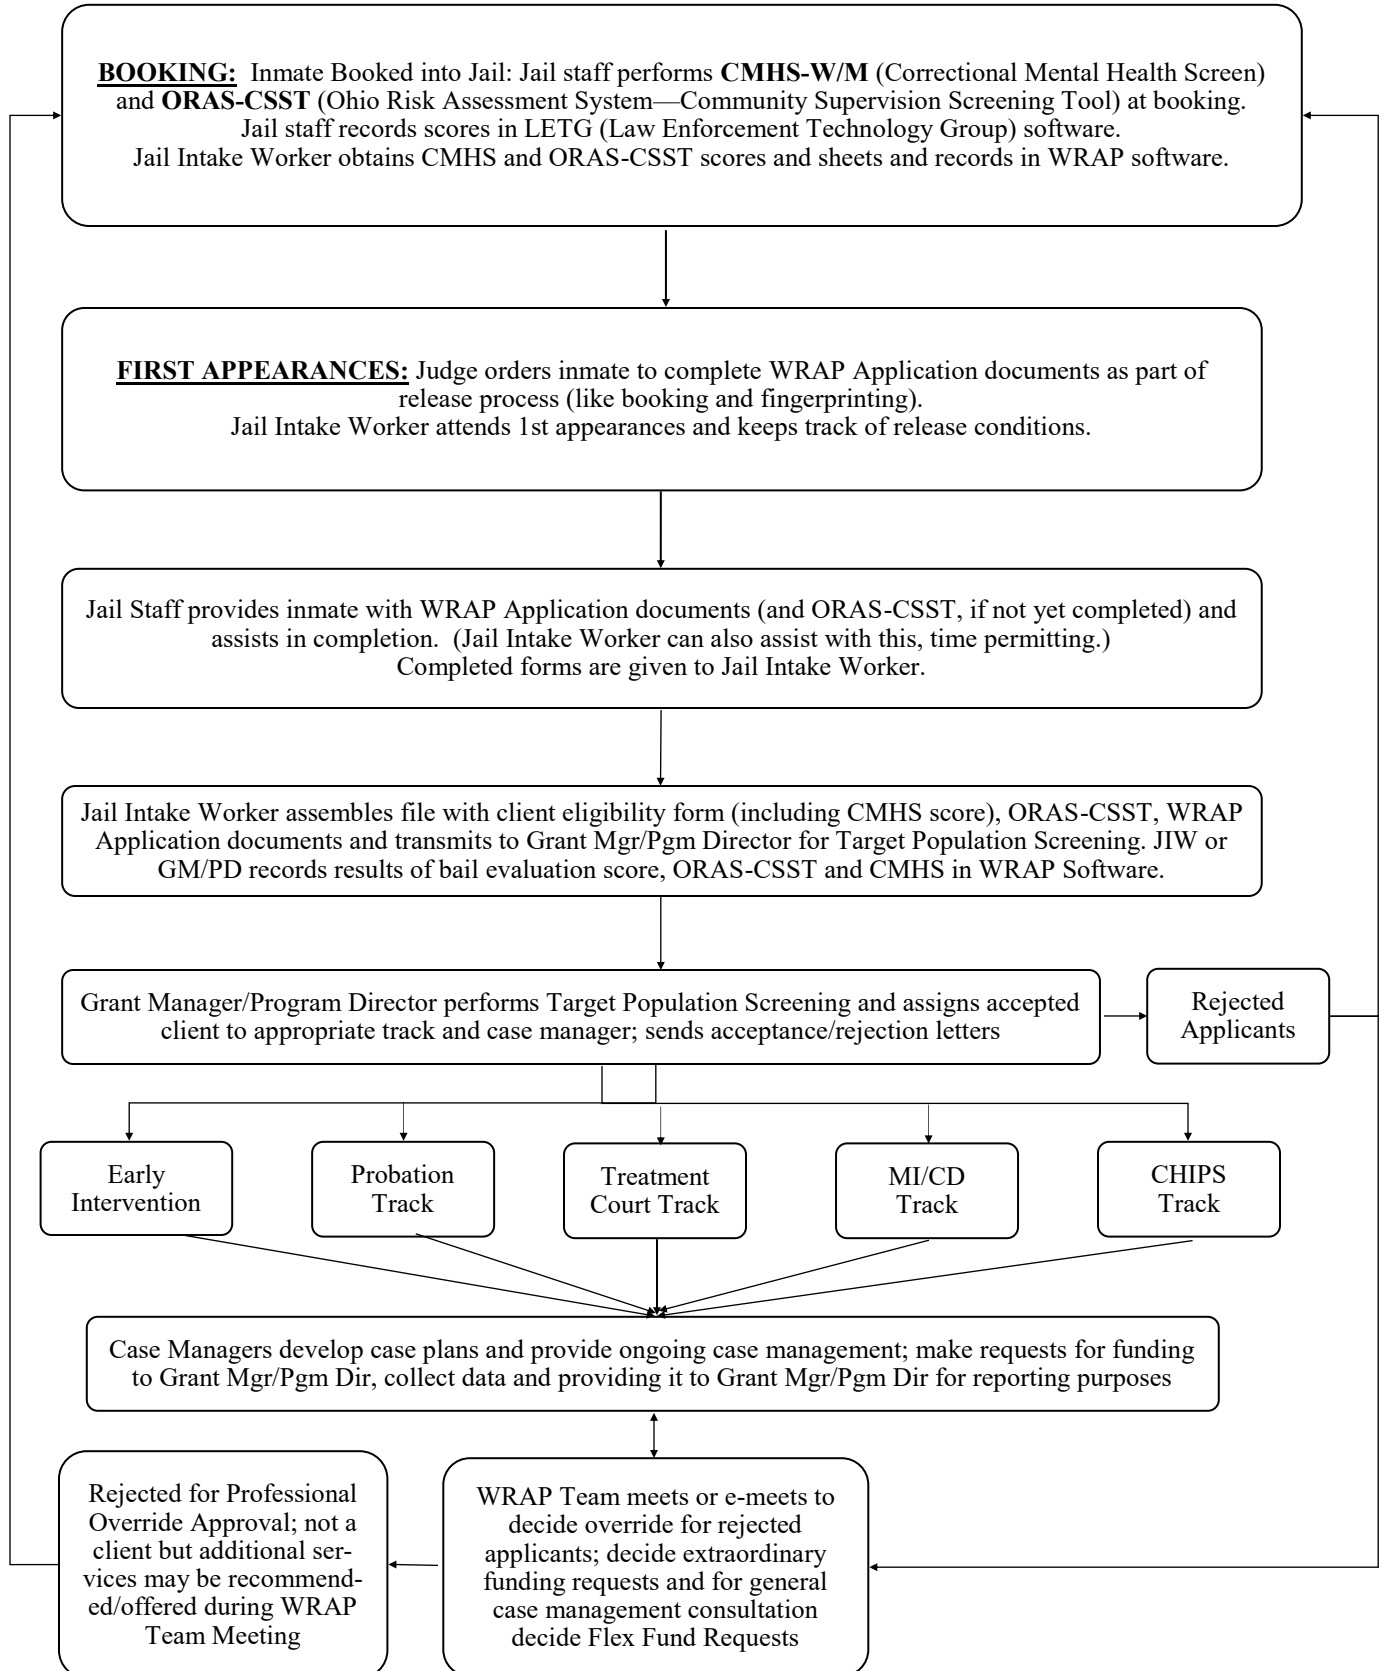 BOOKING: Inmate Booked into Jail: Jail staff performs CMHS-W/M (Correctional Mental Health Screen)
and ORAS-CSST (Ohio Risk Assessment System—Community Supervision Screening Tool) at booking.
Jail staff records scores in LETG (Law Enforcement Technology Group) software.
Jail Intake Worker obtains CMHS and ORAS-CSST scores and sheets and records in WRAP software.
FIRST APPEARANCES: Judge orders inmate to complete WRAP Application documents as part of
release process (like booking and fingerprinting).
Jail Intake Worker attends 1st appearances and keeps track of release conditions.
Jail Staff provides inmate with WRAP Application documents (and ORAS-CSST, if not yet completed) and
assists in completion. (Jail Intake Worker can also assist with this, time permitting.)
Completed forms are given to Jail Intake Worker.
Jail Intake Worker assembles file with client eligibility form (including CMHS score), ORAS-CSST, WRAP
Application documents and transmits to Grant Mgr/Pgm Director for Target Population Screening. JIW or
GM/PD records results of bail evaluation score, ORAS-CSST and CMHS in WRAP Software.
Grant Manager/Program Director performs Target Population Screening and assigns accepted
client to appropriate track and case manager; sends acceptance/rejection letters
Rejected
Applicants
Early
Intervention
Probation
Track
Treatment
Court Track
MI/CD
Track
CHIPS
Track
Case Managers develop case plans and provide ongoing case management; make requests for funding
to Grant Mgr/Pgm Dir, collect data and providing it to Grant Mgr/Pgm Dir for reporting purposes
Rejected for Professional
Override Approval; not a
client but additional ser-
vices may be recommend-
ed/offered during WRAP
Team Meeting
WRAP Team meets or e-meets to
decide override for rejected
applicants; decide extraordinary
funding requests and for general
case management consultation
decide Flex Fund Requests